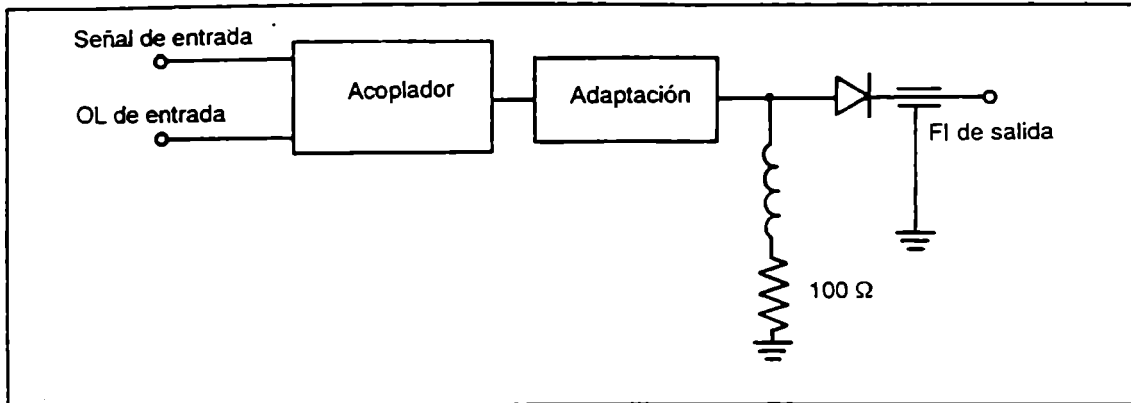 Señal de entrada
OL de entrada
Acoplador
Adaptación
FI de salida
100 Ω